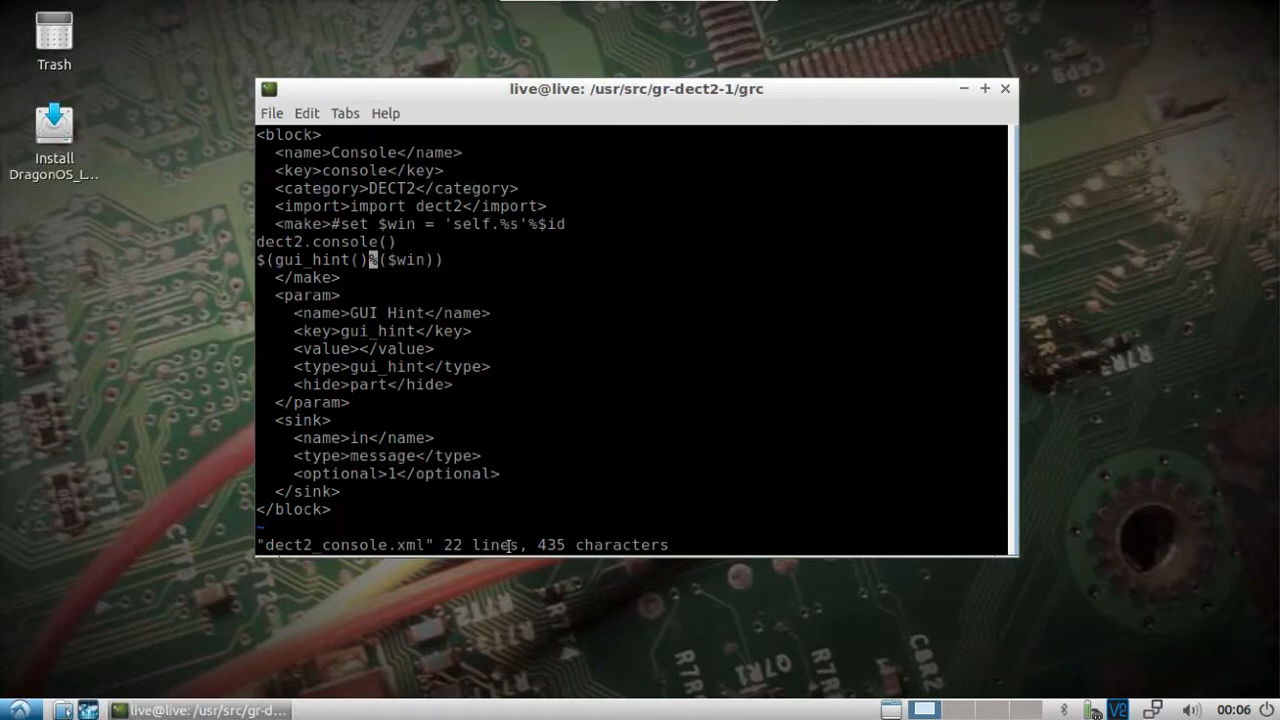 Trash
Install
DragonOS_L...
live@live: /usr/src/gr-dect2-1/grc
File Edit Tabs Help
<block>
  <name>Console</name>
  <key>console</key>
  <category>DECT2</category>
  <import>import dect2</import>
  <make>#set $win = 'self.%s'%$id
dect2.console()
$(gui_hint()%($win))
  </make>
  <param>
    <name>GUI Hint</name>
    <key>gui_hint</key>
    <value></value>
    <type>gui_hint</type>
    <hide>part</hide>
  </param>
  <sink>
    <name>in</name>
    <type>message</type>
    <optional>1</optional>
  </sink>
</block>
~
"dect2_console.xml" 22 lines, 435 characters
live@live: /usr/src/gr-d...
00:06